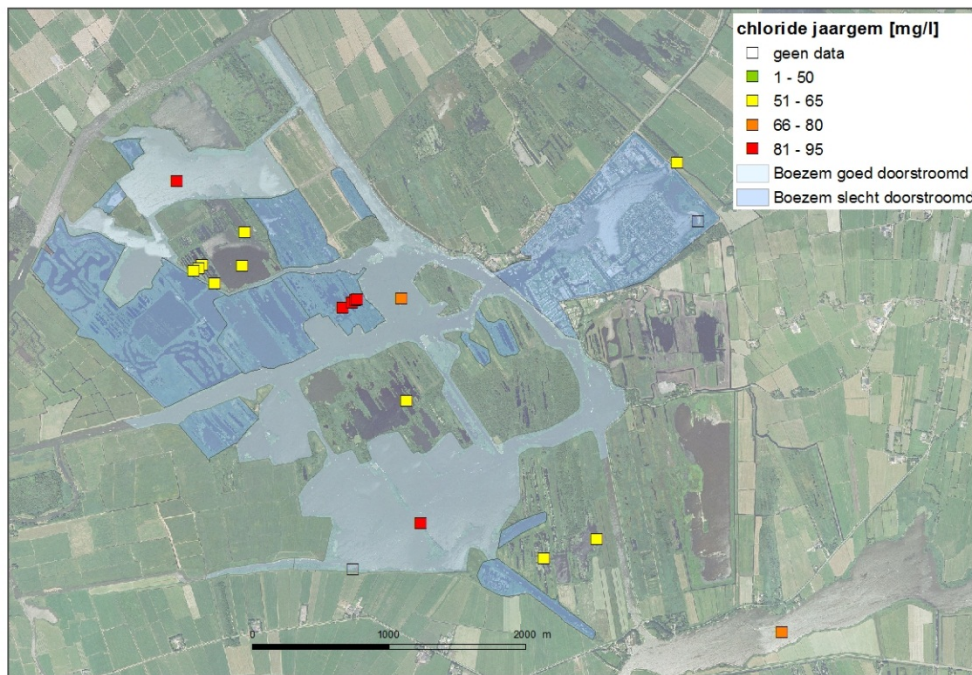 chloride jaargem [mg/l]
geen data
1 - 50
51 - 65
66 - 80
81 - 95
Boezem goed doorstroomd
Boezem slecht doorstroomd
0 1000 2000 m